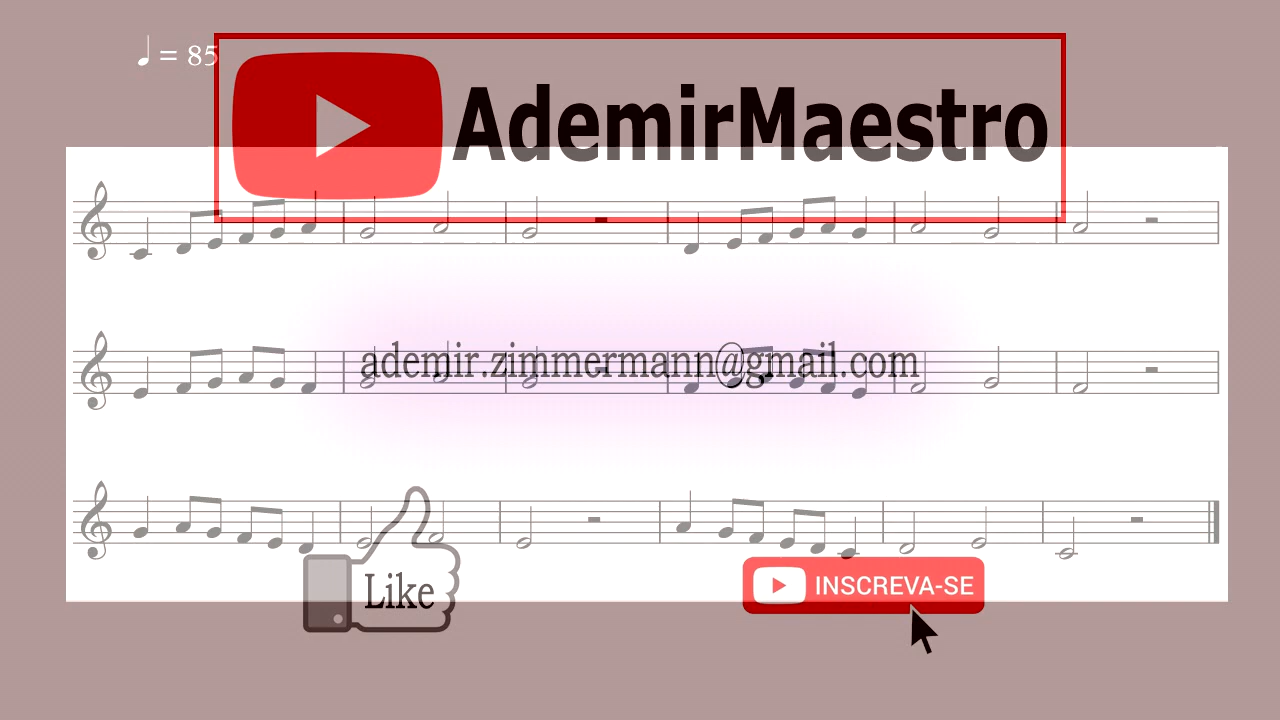 ♩ = 85
AdemirMaestro
ademir.zimmermann@gmail.com
Like
INSCREVA-SE